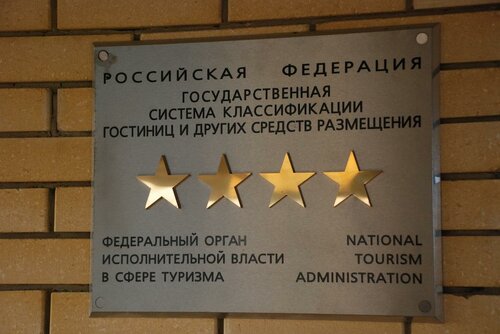 РОССИЙСКАЯ ФЕДЕРАЦИЯ
ГОСУДАРСТВЕННАЯ
СИСТЕМА КЛАССИФИКАЦИИ
ГОСТИНИЦ И ДРУГИХ СРЕДСТВ РАЗМЕЩЕНИЯ
ФЕДЕРАЛЬНЫЙ ОРГАН
ИСПОЛНИТЕЛЬНОЙ ВЛАСТИ
В СФЕРЕ ТУРИЗМА
NATIONAL
TOURISM
ADMINISTRATION